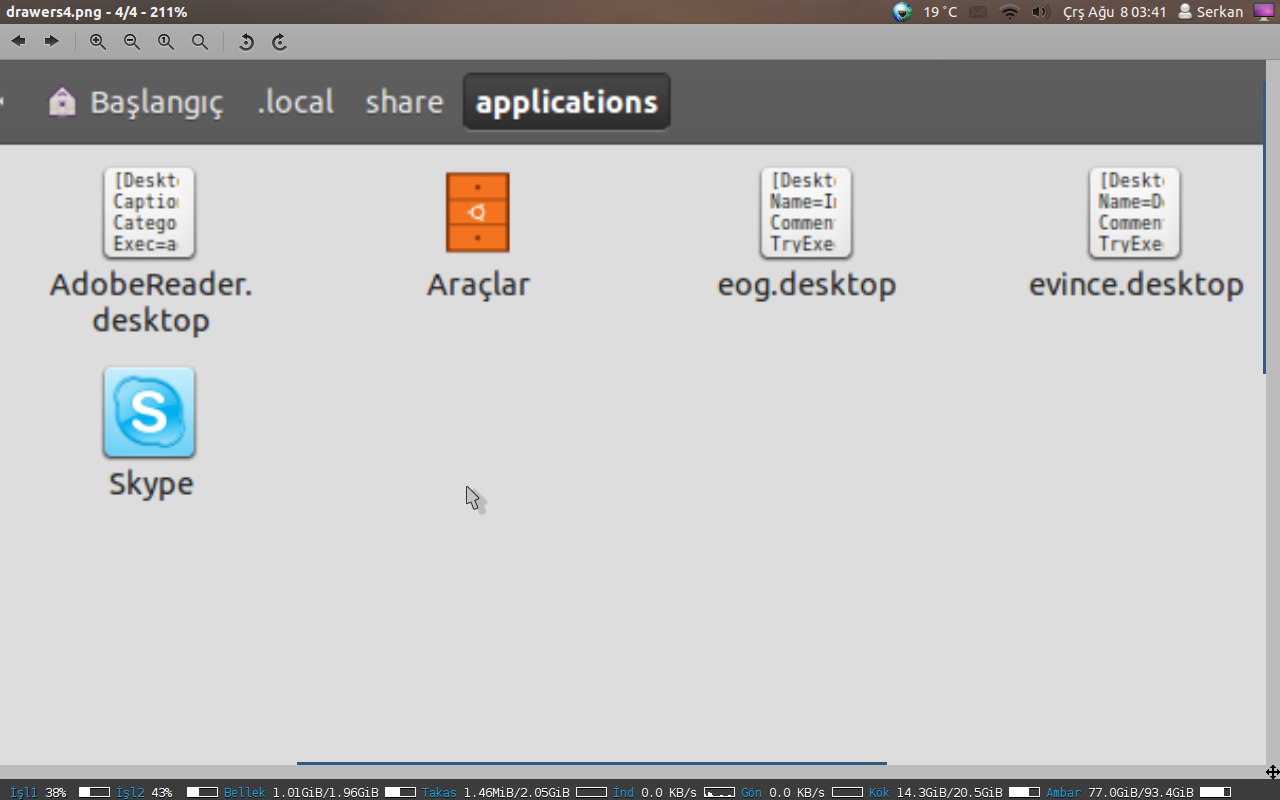 drawers4.png - 4/4 - 211%
19 °C
Çrş Ağu 8 03:41
Serkan
Başlangıç
.local
share
applications
[Deskt
Captio
Catego
Exec=a
AdobeReader.
desktop
Araçlar
[Deskt
Name=I
Commen
TryExe
eog.desktop
[Deskt
Name=D
Commen
TryExe
evince.desktop
S
Skype
İşl1 38% İşl2 43% Bellek 1.01GiB/1.96GiB Takas 1.46MiB/2.05GiB İnd 0.0 KB/s Gön 0.0 KB/s Kök 14.3GiB/20.5GiB Ambar 77.0GiB/93.4GiB